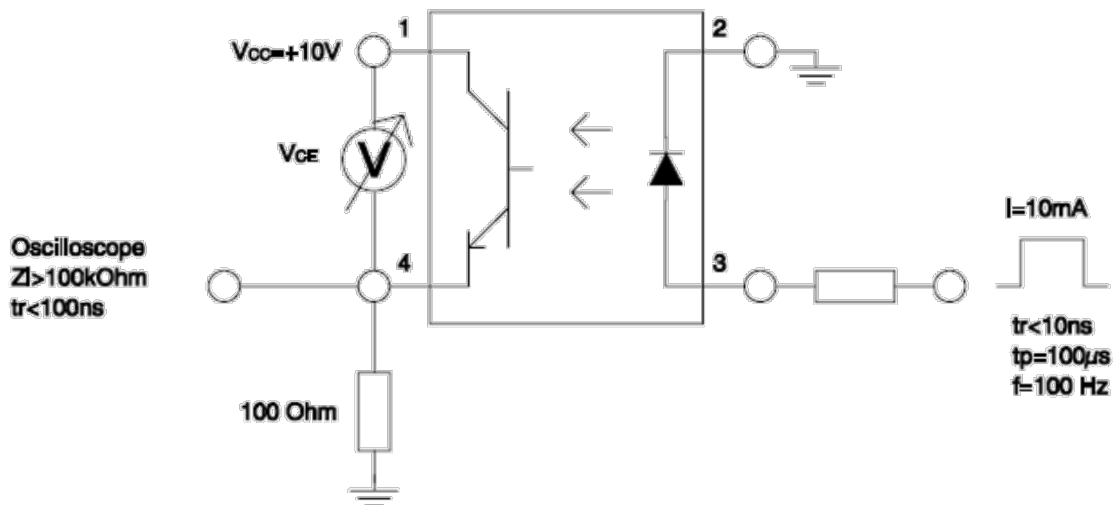 1
2
Vcc=+10V
VCE
V
Oscilloscope
ZI>100kOhm
tr<100ns
4
3
I=10mA
tr<10ns
tp=100µs
f=100 Hz
100 Ohm